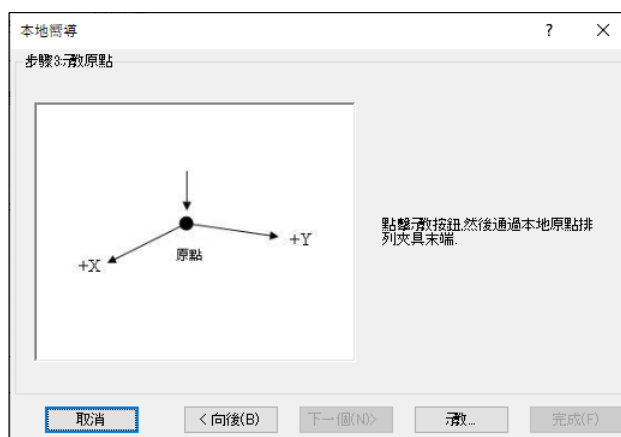 本地嚮導
? ×
步驟3:示教原點
+X
原點
+Y
點擊示教按鈕,然後通過本地原點排
列夾具末端.
取消
< 向後(B)
下一個(N)>
示教...
完成(F)